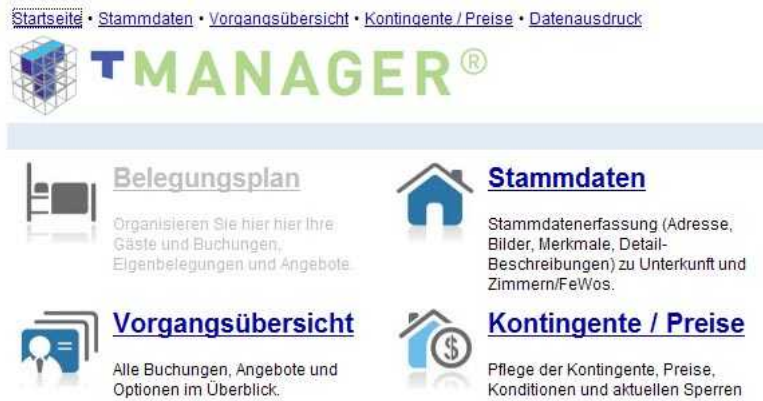 Startseite • Stammdaten • Vorgangsübersicht • Kontingente / Preise • Datenausdruck
TMANAGER®
Belegungsplan
Organisieren Sie hier hier Ihre
Gäste und Buchungen,
Eigenbelegungen und Angebote.
Stammdaten
Stammdatenerfassung (Adresse,
Bilder, Merkmale, Detail-
Beschreibungen) zu Unterkunft und
Zimmern/FeWos.
Vorgangsübersicht
Alle Buchungen, Angebote und
Optionen im Überblick.
Kontingente / Preise
Pflege der Kontingente, Preise,
Konditionen und aktuellen Sperren